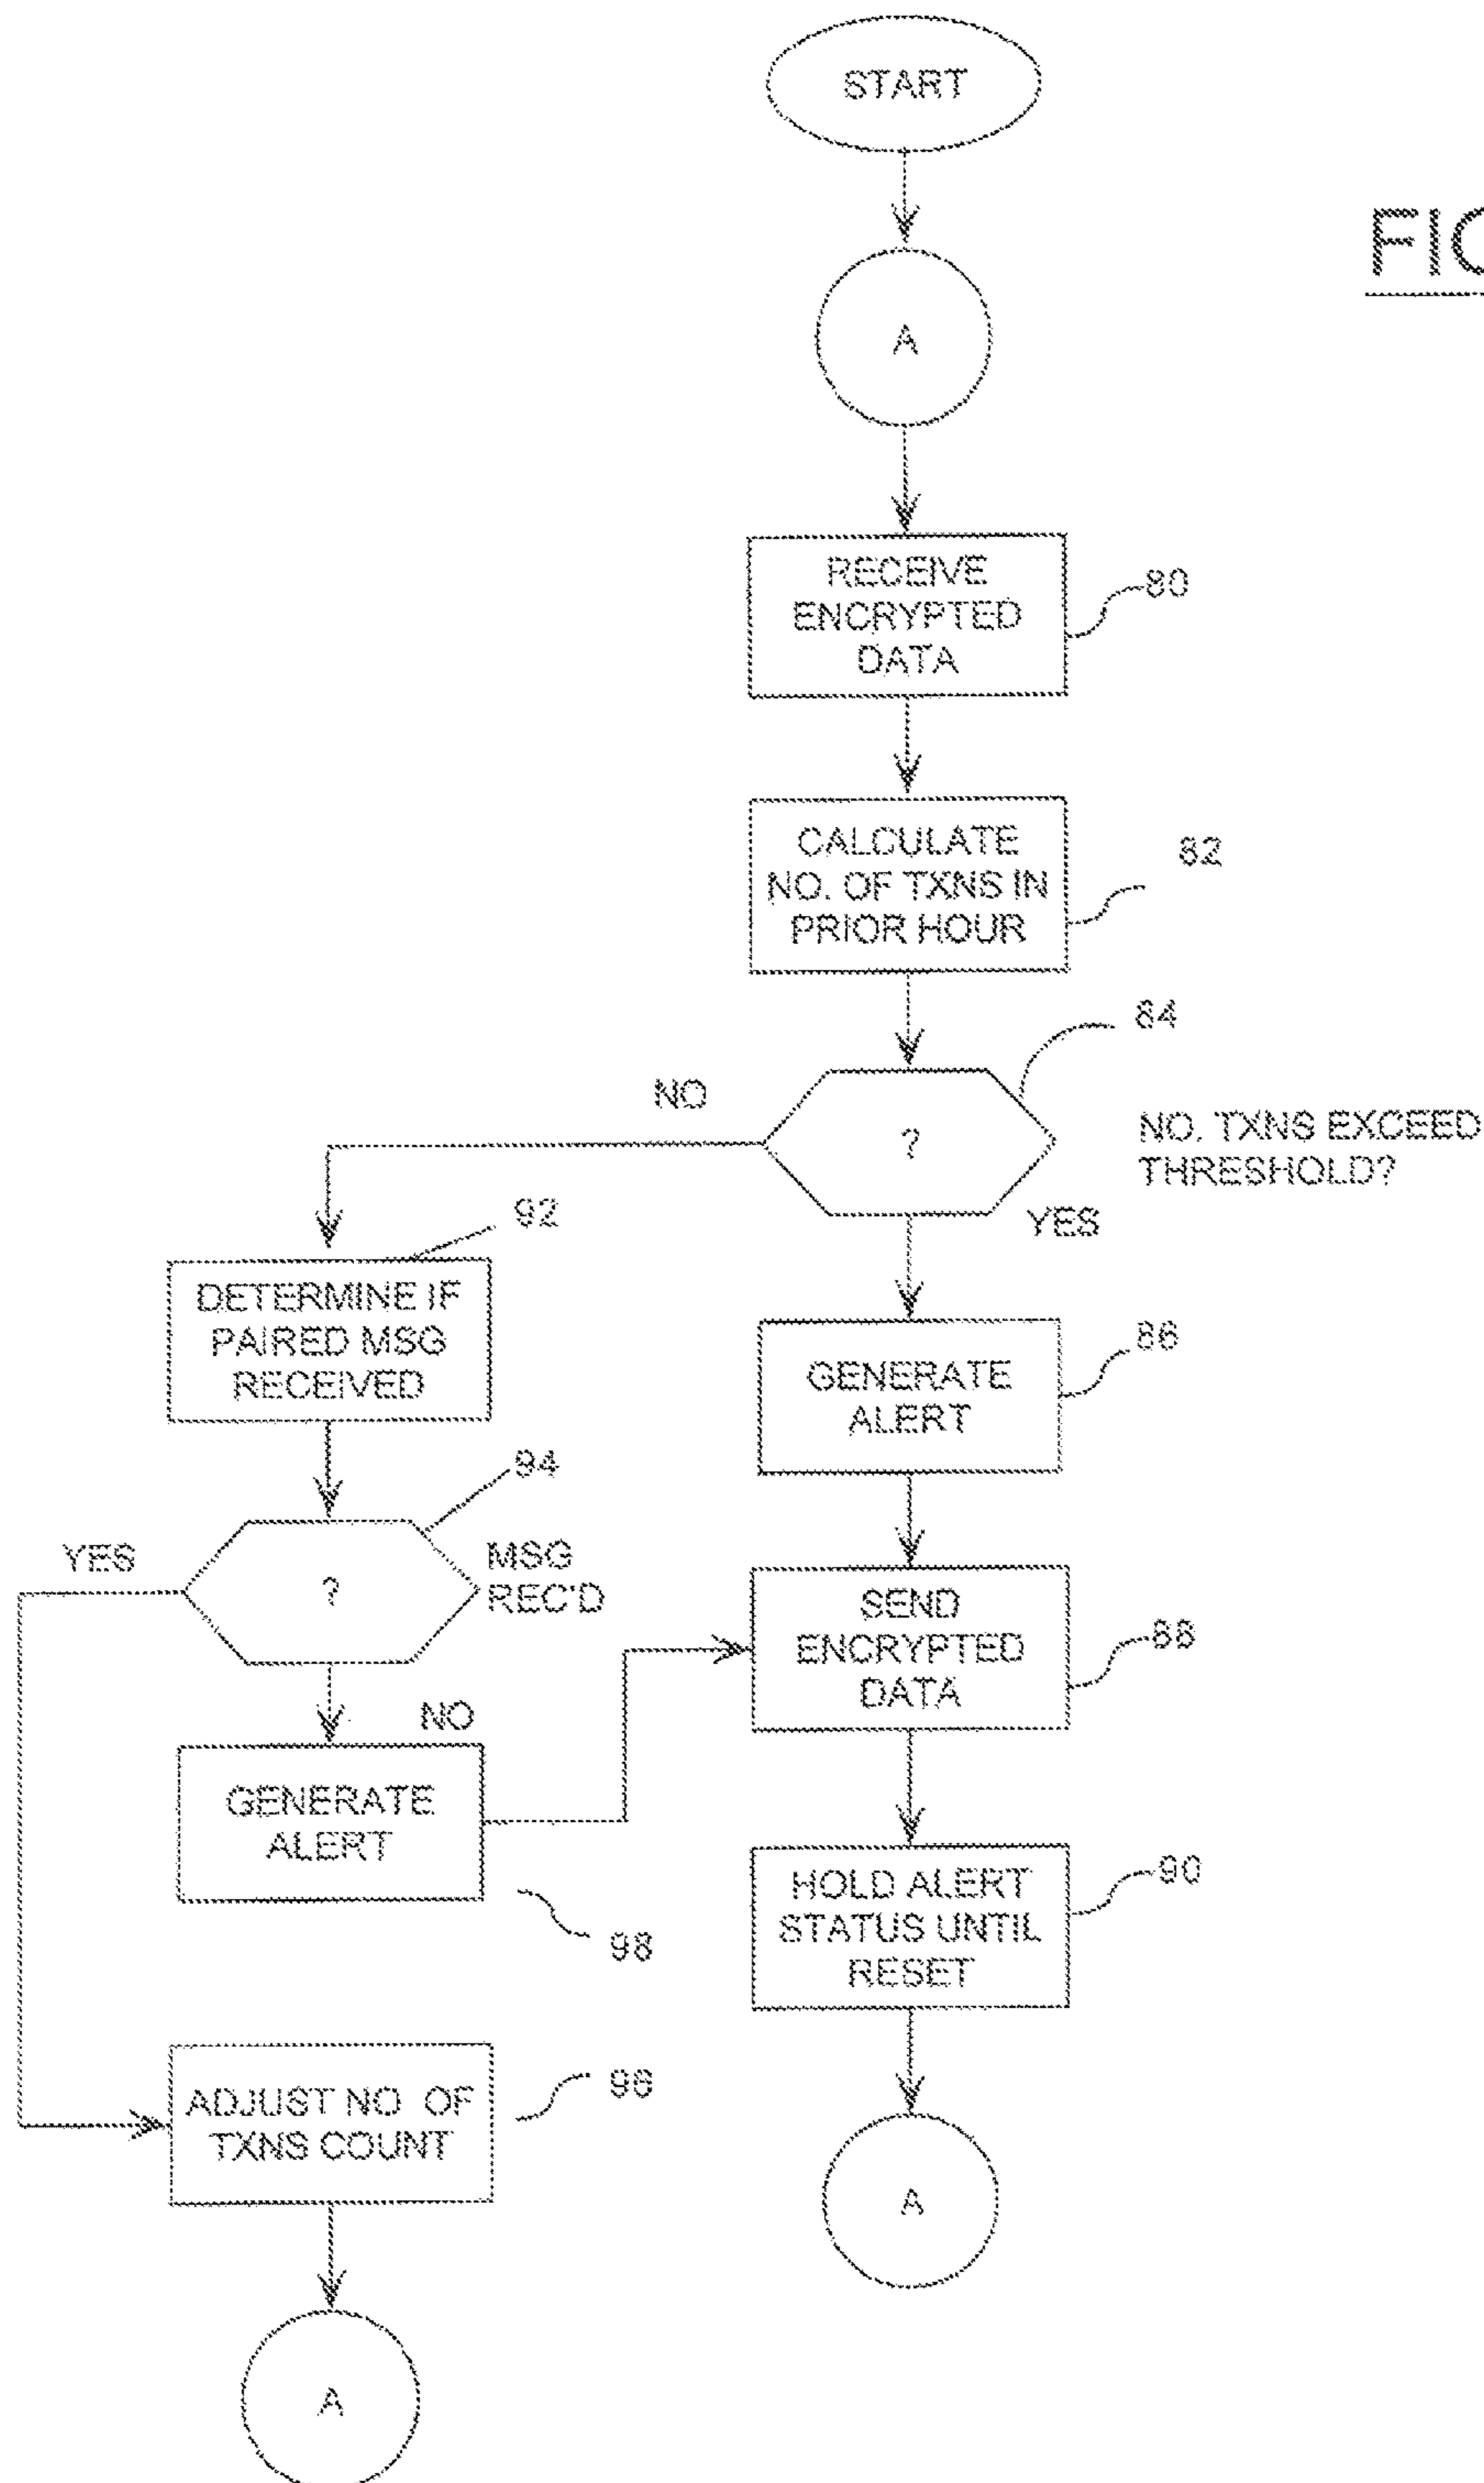 START
FIG
A
RECEIVE
ENCRYPTED
DATA
80
CALCULATE
NO. OF TXNS IN
PRIOR HOUR
82
84
NO
?
NO. TXNS EXCEED
THRESHOLD?
YES
92
DETERMINE IF
PAIRED MSG
RECEIVED
GENERATE
ALERT
86
94
YES
?
MSG
REC'D
SEND
ENCRYPTED
DATA
88
NO
GENERATE
ALERT
98
HOLD ALERT
STATUS UNTIL
RESET
90
ADJUST NO OF
TXNS COUNT
96
A
A